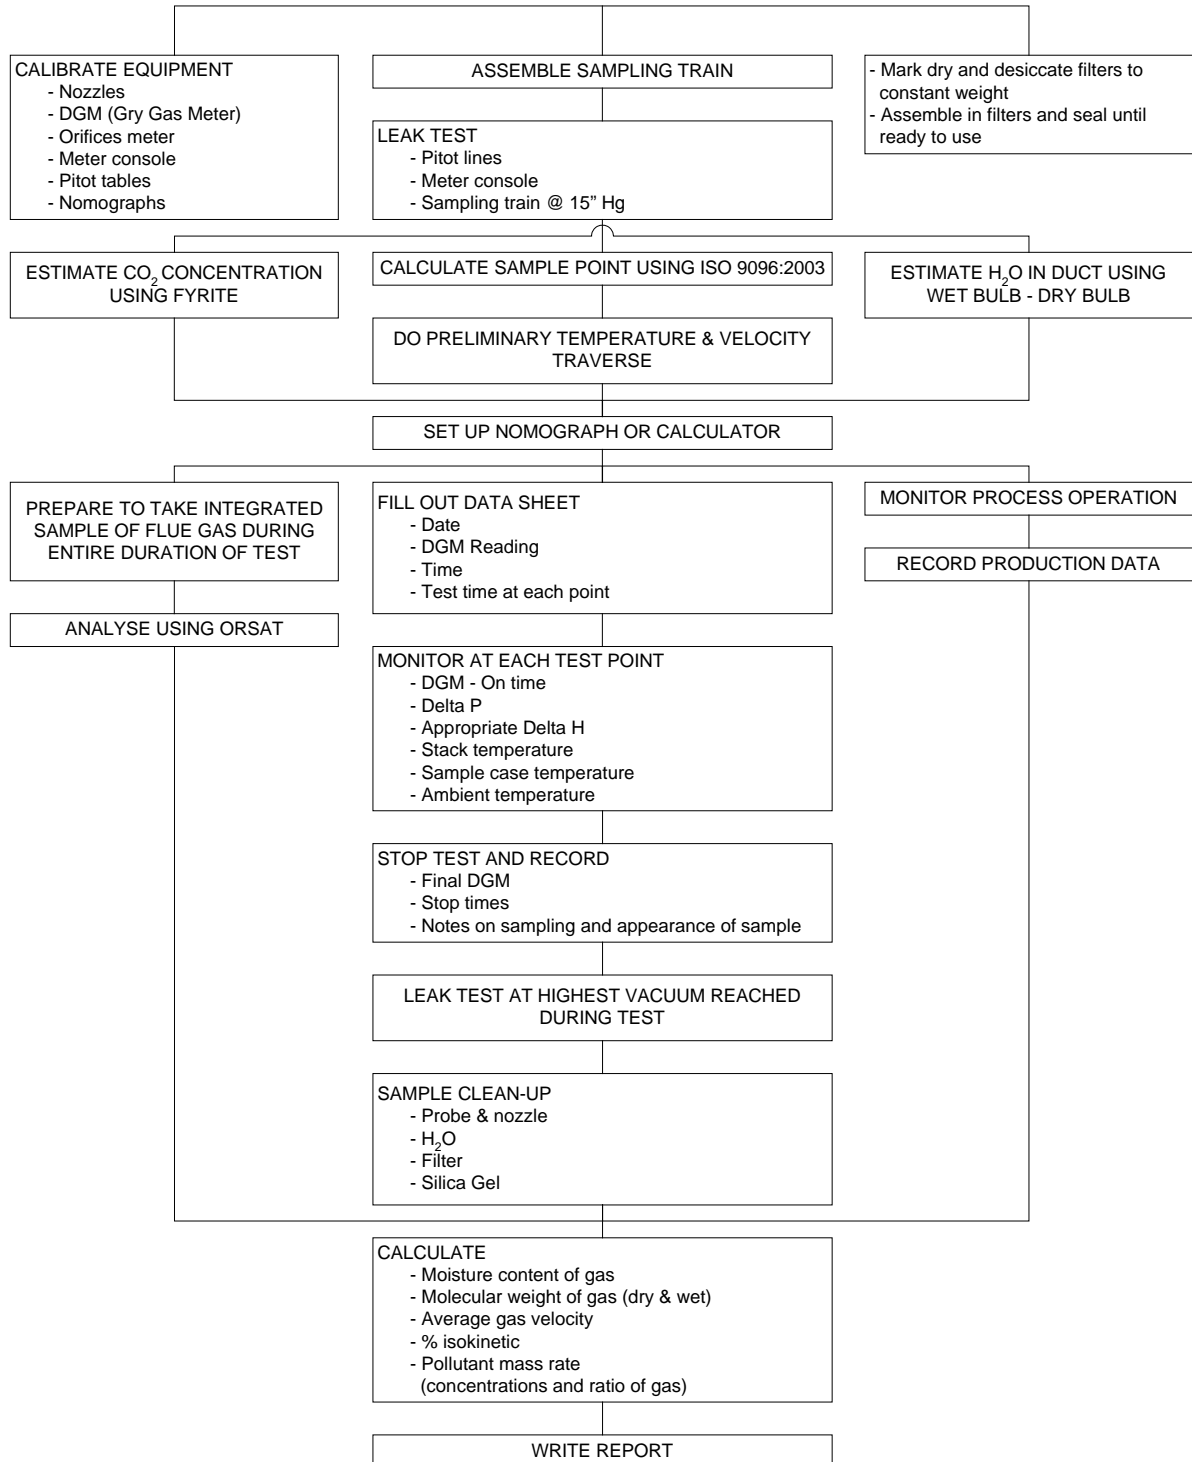 CALIBRATE EQUIPMENT
- Nozzles
- DGM (Gry Gas Meter)
- Orifices meter
- Meter console
- Pitot tables
- Nomographs
ASSEMBLE SAMPLING TRAIN
LEAK TEST
- Pitot lines
- Meter console
- Sampling train @ 15” Hg
- Mark dry and desiccate filters to
constant weight
- Assemble in filters and seal until
ready to use
ESTIMATE CO₂ CONCENTRATION
USING FYRITE
CALCULATE SAMPLE POINT USING ISO 9096:2003
ESTIMATE H₂O IN DUCT USING
WET BULB - DRY BULB
DO PRELIMINARY TEMPERATURE & VELOCITY
TRAVERSE
SET UP NOMOGRAPH OR CALCULATOR
PREPARE TO TAKE INTEGRATED
SAMPLE OF FLUE GAS DURING
ENTIRE DURATION OF TEST
ANALYSE USING ORSAT
FILL OUT DATA SHEET
- Date
- DGM Reading
- Time
- Test time at each point
MONITOR PROCESS OPERATION
RECORD PRODUCTION DATA
MONITOR AT EACH TEST POINT
- DGM - On time
- Delta P
- Appropriate Delta H
- Stack temperature
- Sample case temperature
- Ambient temperature
STOP TEST AND RECORD
- Final DGM
- Stop times
- Notes on sampling and appearance of sample
LEAK TEST AT HIGHEST VACUUM REACHED
DURING TEST
SAMPLE CLEAN-UP
- Probe & nozzle
- H₂O
- Filter
- Silica Gel
CALCULATE
- Moisture content of gas
- Molecular weight of gas (dry & wet)
- Average gas velocity
- % isokinetic
- Pollutant mass rate
(concentrations and ratio of gas)
WRITE REPORT